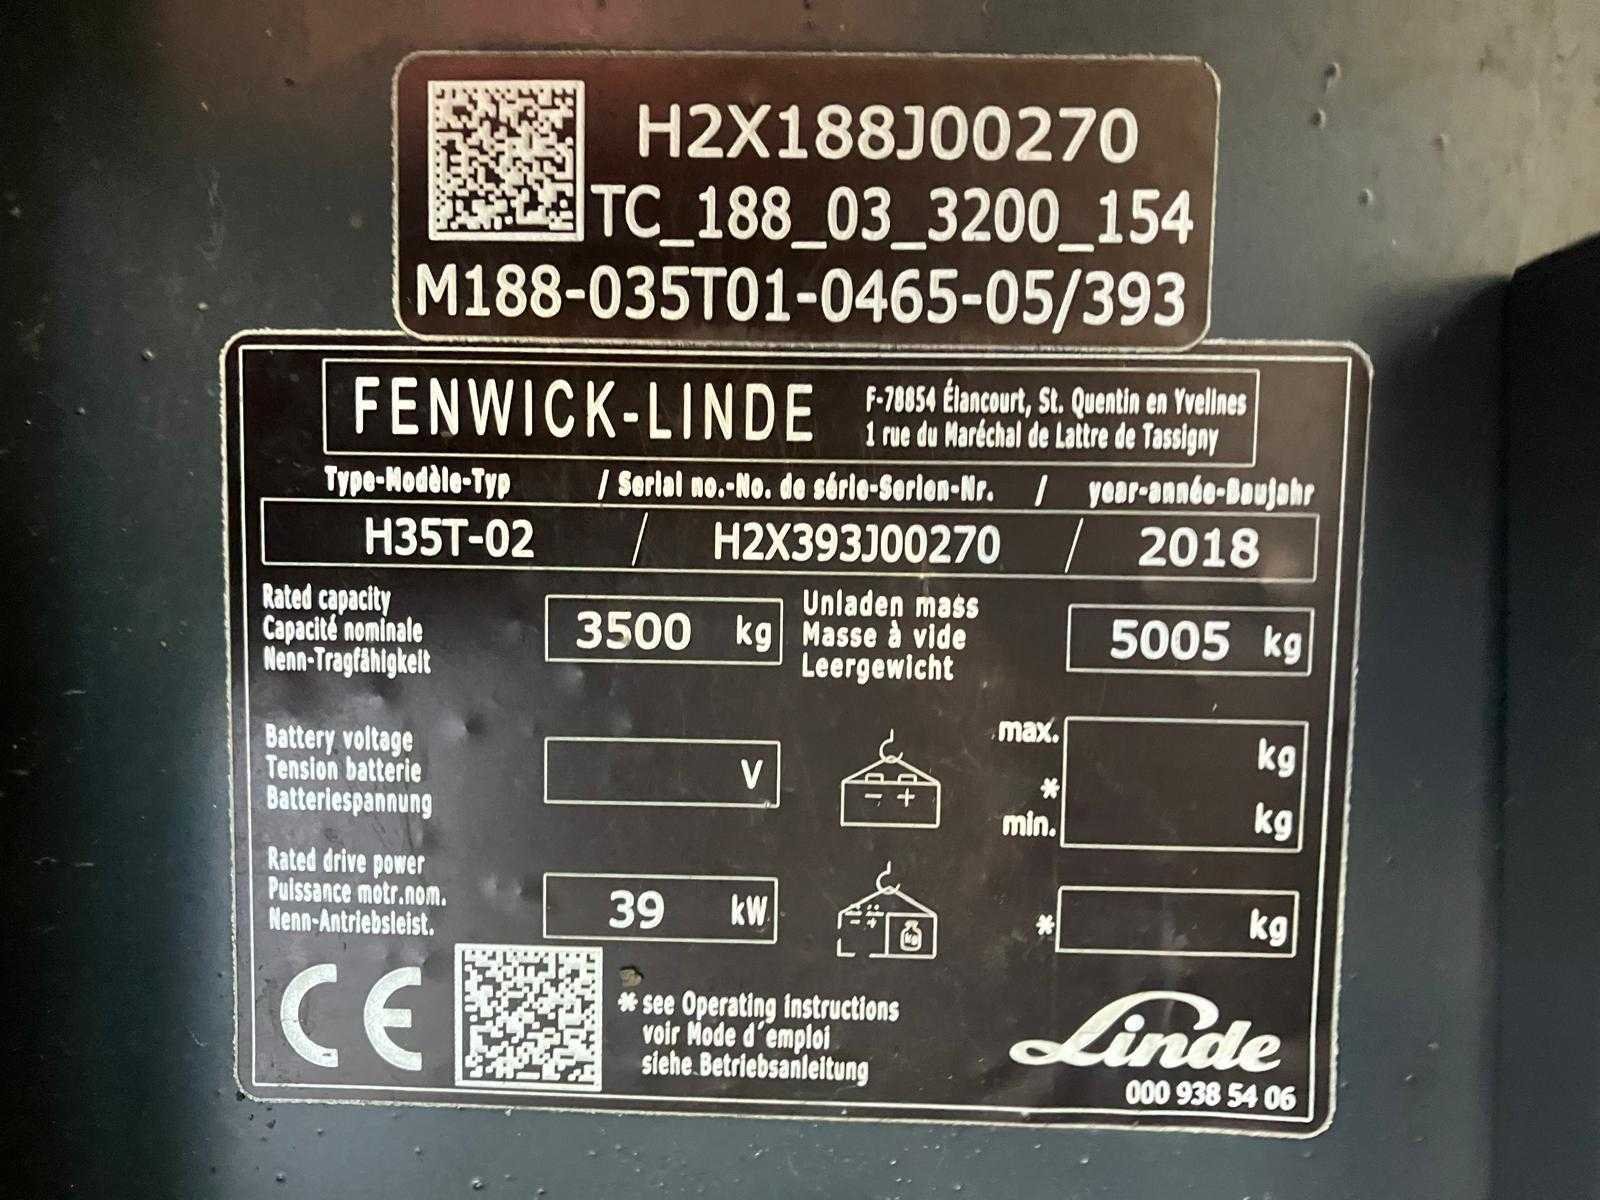 H2X188J00270
TC_188_03_3200_154
M188-035T01-0465-05/393
FENWICK-LINDE
F-78854 Élancourt, St. Quentin en Yvelines
1 rue du Maréchal de Lattre de Tassigny
Type-Modèle-Typ / Serial no.-No. de série-Serien-Nr. / year-année-Baujahr
H35T-02 / H2X393J00270 / 2018
Rated capacity
Capacité nominale
Nenn-Tragfähigkeit
3500 kg
Unladen mass
Masse à vide
Leergewicht
5005 kg
Battery voltage
Tension batterie
Batteriespannung
V
- +
max. kg
*
min. kg
Rated drive power
Puissance motr.nom.
Nenn-Antriebsleist.
39 kW
- +
kg
* kg
CE
* see Operating instructions
voir Mode d'emploi
siehe Betriebsanleitung
Linde
000 938 54 06